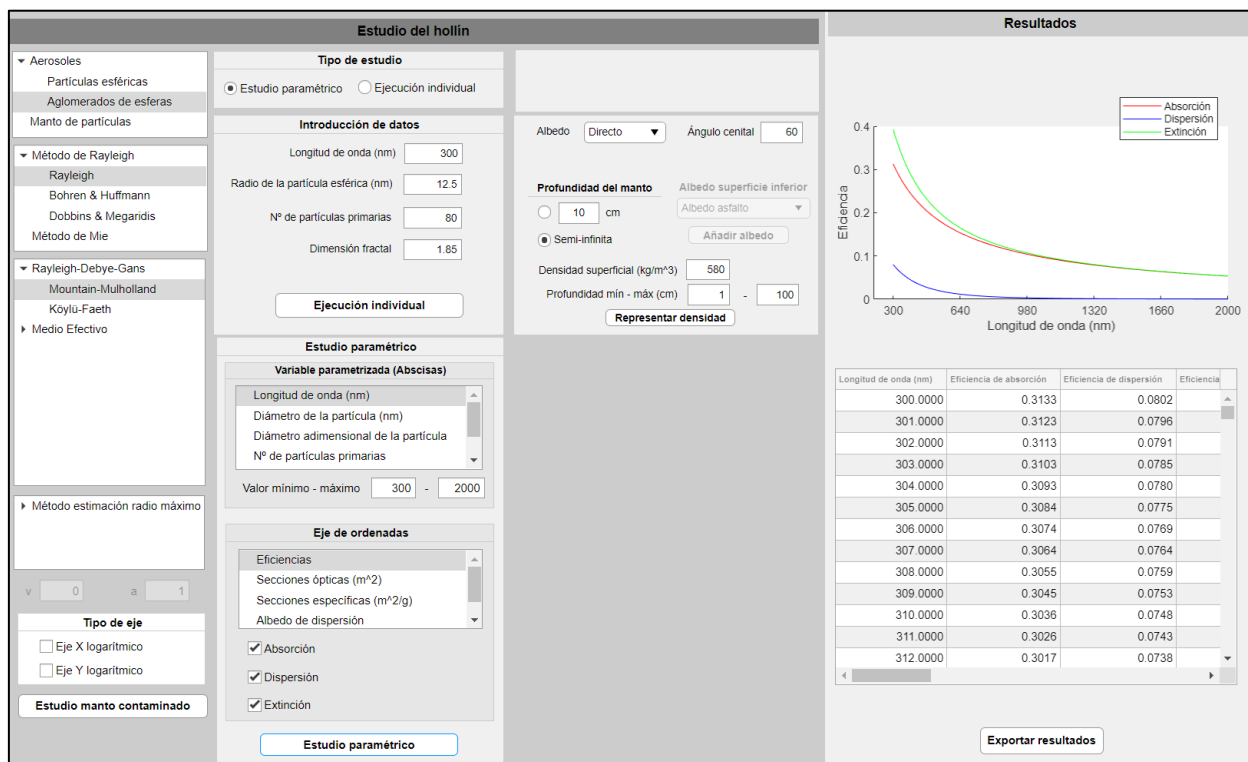 Estudio del hollín
Aerosoles
Partículas esféricas
Aglomerados de esferas
Manto de partículas
Método de Rayleigh
Rayleigh
Bohren & Huffmann
Dobbins & Megaridis
Método de Mie
Rayleigh-Debye-Gans
Mountain-Mulholland
Köylü-Faeth
Medio Efectivo
Método estimación radio máximo
v 0 a 1
Tipo de eje
Eje X logarítmico
Eje Y logarítmico
Estudio manto contaminado
Tipo de estudio
Estudio paramétrico Ejecución individual
Introducción de datos
Longitud de onda (nm) 300
Radio de la partícula esférica (nm) 12.5
Nº de partículas primarias 80
Dimensión fractal 1.85
Ejecución individual
Estudio paramétrico
Variable parametrizada (Abscisas)
Longitud de onda (nm)
Diámetro de la partícula (nm)
Diámetro adimensional de la partícula
Nº de partículas primarias
Valor mínimo - máximo 300 - 2000
Eje de ordenadas
Eficiencias
Secciones ópticas (m^2)
Secciones específicas (m^2/g)
Albedo de dispersión
Absorción
Dispersión
Extinción
Estudio paramétrico
Albedo Directo Ángulo cenital 60
Profundidad del manto Albedo superficie inferior
10 cm Albedo asfalto
Semi-infinita Añadir albedo
Densidad superficial (kg/m^3) 580
Profundidad mín - máx (cm) 1 - 100
Representar densidad
Resultados
Absorción
Dispersión
Extinción
0.4
0.3
0.2
0.1
0
Eficiencia
300 640 980 1320 1660 2000
Longitud de onda (nm)
Longitud de onda (nm) Eficiencia de absorción Eficiencia de dispersión Eficiencia
300.0000 0.3133 0.0802
301.0000 0.3123 0.0796
302.0000 0.3113 0.0791
303.0000 0.3103 0.0785
304.0000 0.3093 0.0780
305.0000 0.3084 0.0775
306.0000 0.3074 0.0769
307.0000 0.3064 0.0764
308.0000 0.3055 0.0759
309.0000 0.3045 0.0753
310.0000 0.3036 0.0748
311.0000 0.3026 0.0743
312.0000 0.3017 0.0738
Exportar resultados